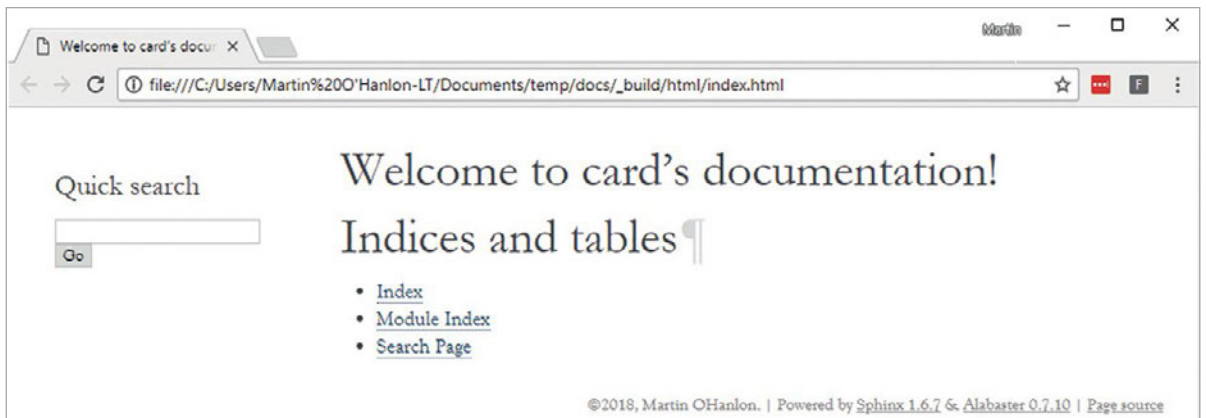 Martin
Welcome to card's docur
file:///C:/Users/Martin%20O'Hanlon-LT/Documents/temp/docs/_build/html/index.html
F
Quick search
Go
Welcome to card's documentation!
Indices and tables¶
• Index
• Module Index
• Search Page
©2018, Martin OHanlon. | Powered by Sphinx 1.6.7 & Alabaster 0.7.10 | Page source